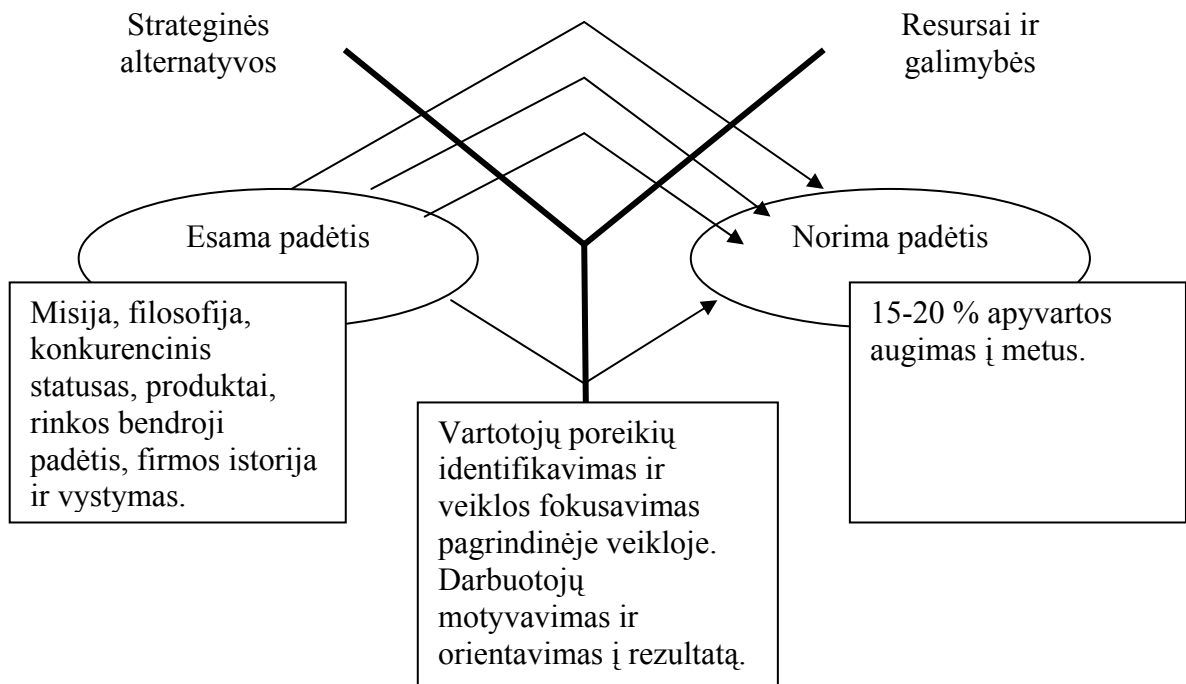 Strateginės
alternatyvos
Resursai ir
galimybės
Esama padėtis
Norima padėtis
Misija, filosofija,
konkurencinis
statusas, produktai,
rinkos bendroji
padėtis, firmos istorija
ir vystymas.
15-20 % apyvartos
augimas į metus.
Vartotojų poreikių
identifikavimas ir
veiklos fokusavimas
pagrindinėje veikloje.
Darbuotojų
motyvavimas ir
orientavimas į rezultatą.